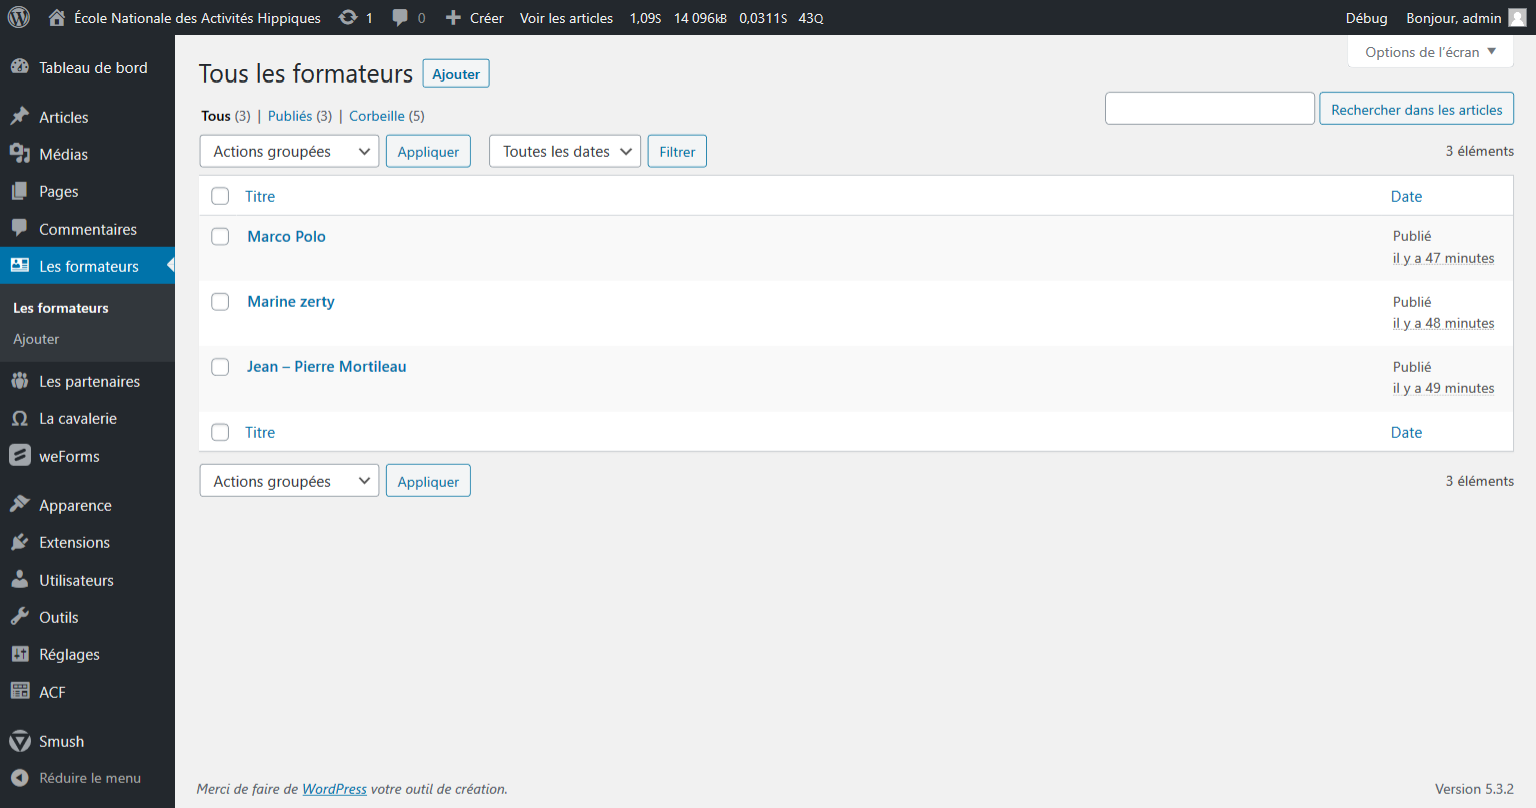 École Nationale des Activités Hippiques 1 0 Créer Voir les articles 1,09S 14 096KB 0,0311S 43Q Débug Bonjour, admin
Options de l’écran ▼
Tableau de bord
Articles
Médias
Pages
Commentaires
Les formateurs
Les formateurs
Ajouter
Les partenaires
La cavalerie
weForms
Apparence
Extensions
Utilisateurs
Outils
Réglages
ACF
Smush
Réduire le menu
Tous les formateurs Ajouter
Tous (3) | Publiés (3) | Corbeille (5)
Rechercher dans les articles
Actions groupées Appliquer Toutes les dates Filtrer 3 éléments
Titre Date
Marco Polo Publié
il y a 47 minutes
Marine zerty Publié
il y a 48 minutes
Jean – Pierre Mortileau Publié
il y a 49 minutes
Titre Date
Actions groupées Appliquer 3 éléments
Merci de faire de WordPress votre outil de création. Version 5.3.2